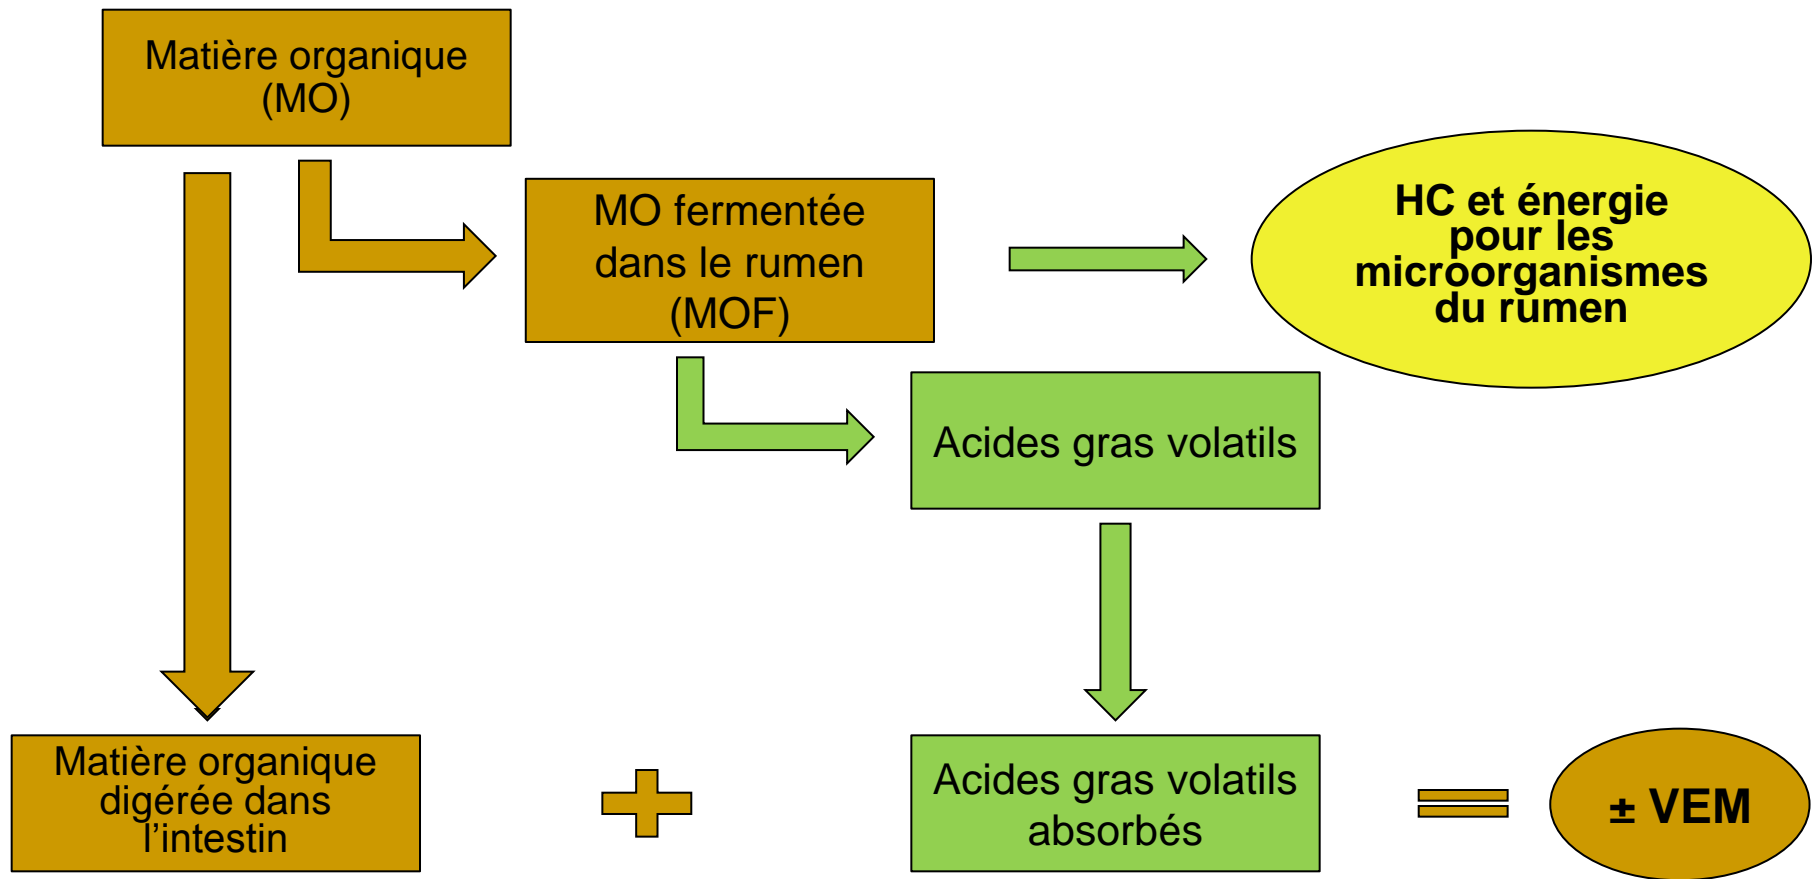 Matière organique
(MO)
MO fermentée
dans le rumen
(MOF)
HC et énergie
pour les
microorganismes
du rumen
Acides gras volatils
Matière organique
digérée dans
l’intestin
Acides gras volatils
absorbés
± VEM